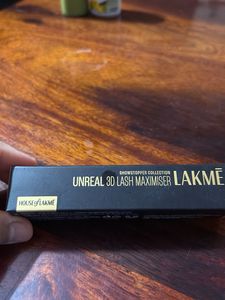 SHOWSTOPPER COLLECTION
UNREAL 3D LASH MAXIMISER LAKMĒ
HOUSE of LAKMĒ